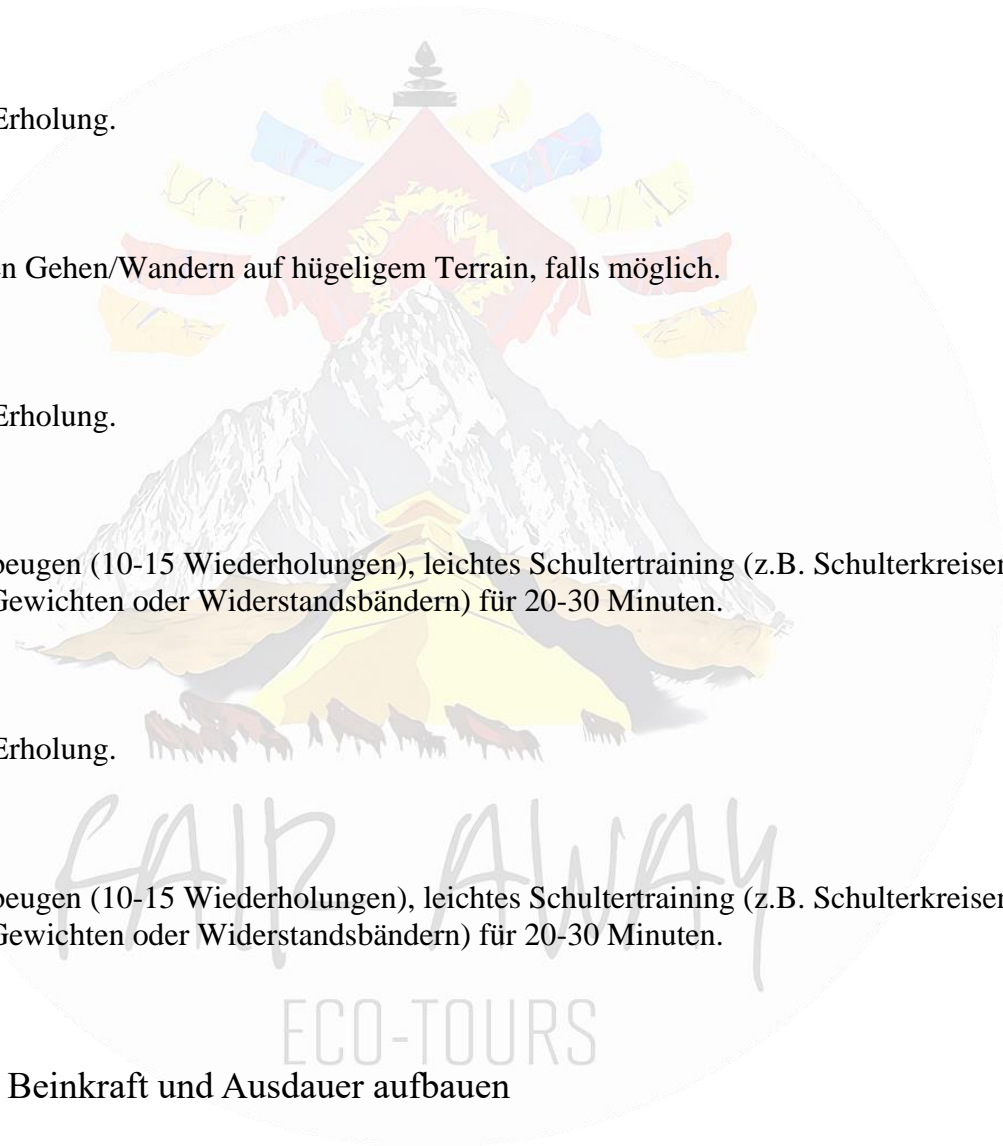 Erholung.
en Gehen/Wandern auf hügeligem Terrain, falls möglich.
Erholung.
beugen (10-15 Wiederholungen), leichtes Schultertraining (z.B. Schulterkreisen
Gewichten oder Widerstandsbändern) für 20-30 Minuten.
Erholung.
FAIR AWAY
beugen (10-15 Wiederholungen), leichtes Schultertraining (z.B. Schulterkreisen
Gewichten oder Widerstandsbändern) für 20-30 Minuten.
ECO-TOURS
Beinkraft und Ausdauer aufbauen